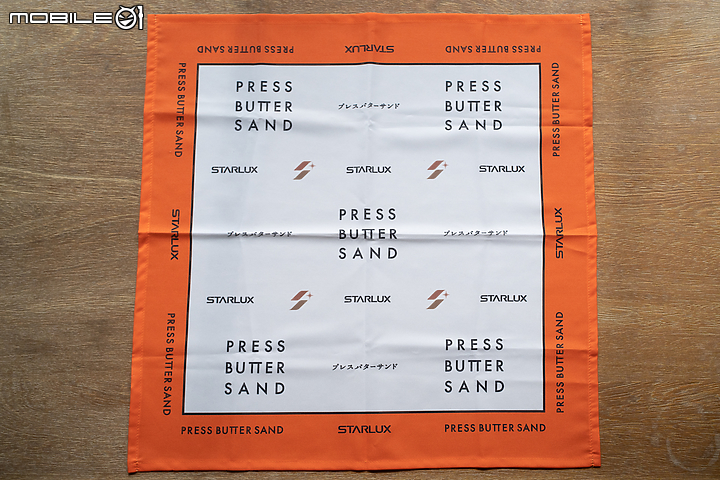 MOBILE01
PRESS BUTTER SAND
STARLUX
PRESS BUTTER SAND
PRESS BUTTER SAND
PRESS BUTTER SAND
PRESS
BUTTER
SAND
プレスバターサンド
PRESS
BUTTER
SAND
STARLUX
STARLUX
STARLUX
STARLUX
プレスバターサンド
PRESS
BUTTER
SAND
プレスバターサンド
STARLUX
STARLUX
STARLUX
STARLUX
PRESS BUTTER SAND
PRESS
BUTTER
SAND
プレスバターサンド
PRESS
BUTTER
SAND
PRESS BUTTER SAND
PRESS BUTTER SAND
STARLUX
PRESS BUTTER SAND